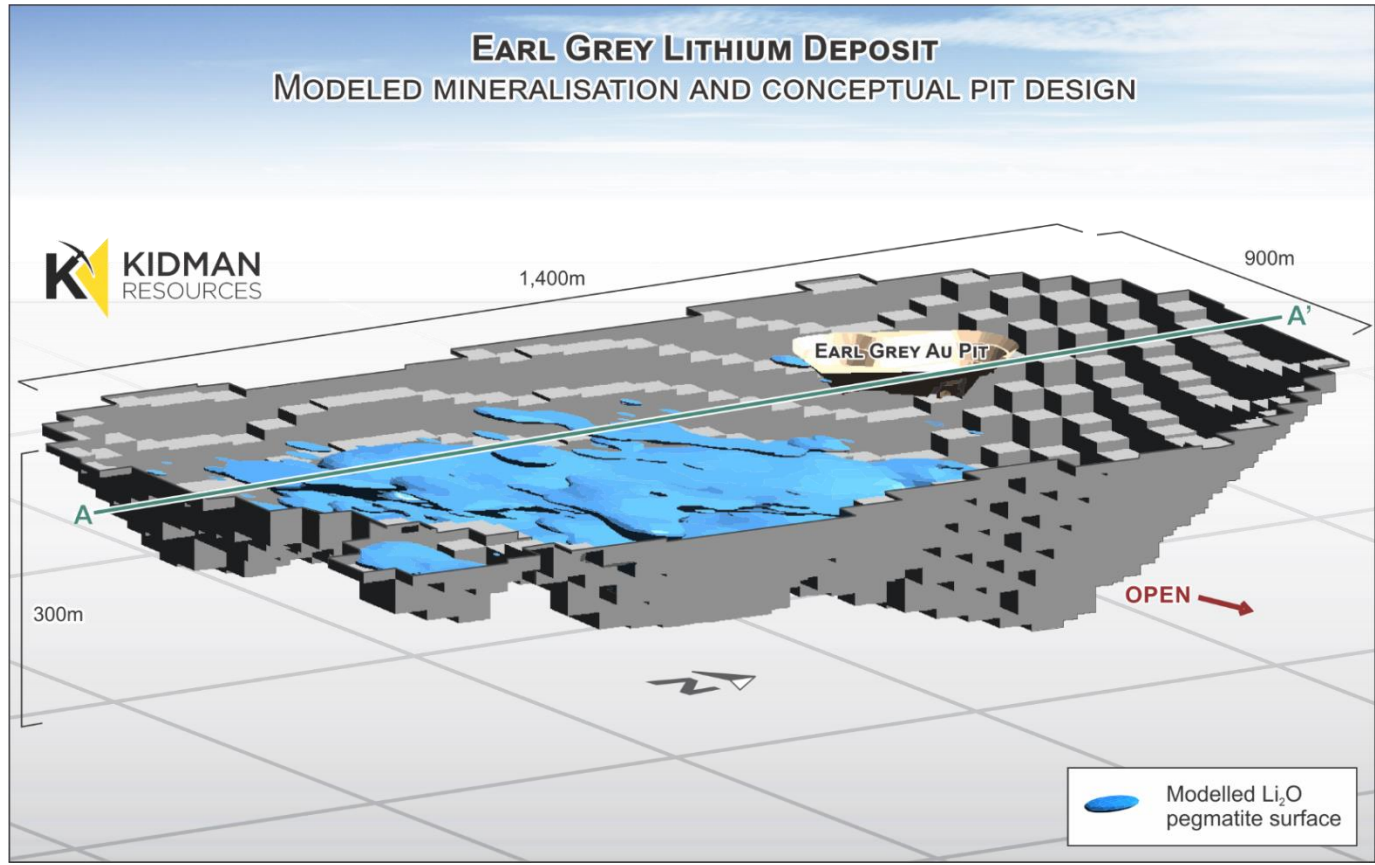 EARL GREY LITHIUM DEPOSIT
MODELED MINERALISATION AND CONCEPTUAL PIT DESIGN
KIDMAN
RESOURCES
1,400m
900m
A'
EARL GREY AU PIT
A
300m
OPEN
N
Modelled Li₂O
pegmatite surface